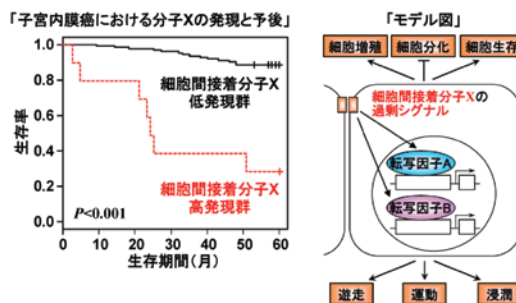 「子宮内膜癌における分子Xの発現と予後」
生存率
1.0
0.8
0.6
0.4
0.2
0.0
細胞間接着分子X
低発現群
細胞間接着分子X
高発現群
P<0.001
0 10 20 30 40 50 60
生存期間（月）
「モデル図」
細胞増殖 細胞分化 細胞生存
細胞間接着分子Xの
過剰シグナル
転写因子A
転写因子B
遊走 運動 浸潤